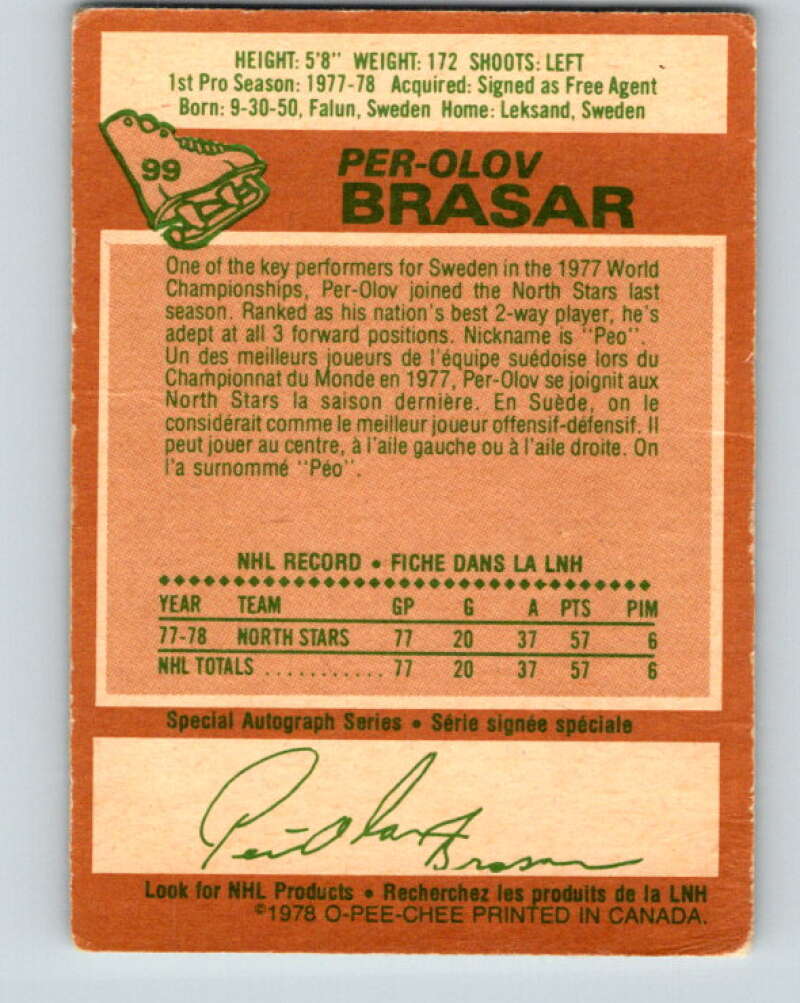 HEIGHT: 5'8" WEIGHT: 172 SHOOTS: LEFT
1st Pro Season: 1977-78 Acquired: Signed as Free Agent
Born: 9-30-50, Falun, Sweden Home: Leksand, Sweden
99
PER-OLOV
BRASAR
One of the key performers for Sweden in the 1977 World
Championships, Per-Olov joined the North Stars last
season. Ranked as his nation's best 2-way player, he's
adept at all 3 forward positions. Nickname is "Peo".
Un des meilleurs joueurs de l'équipe suédoise lors du
Championnat du Monde en 1977, Per-Olov se joignit aux
North Stars la saison dernière. En Suède, on le
considérait comme le meilleur joueur offensif-défensif. Il
peut jouer au centre, à l'aile gauche ou à l'aile droite. On
l'a surnommé "Péo".
NHL RECORD • FICHE DANS LA LNH
YEAR TEAM GP G A PTS PIM
77-78 NORTH STARS 77 20 37 57 6
NHL TOTALS ............ 77 20 37 57 6
Special Autograph Series • Série signée spéciale
Per-Olov Brasar
Look for NHL Products • Recherchez les produits de la LNH
©1978 O-PEE-CHEE PRINTED IN CANADA.